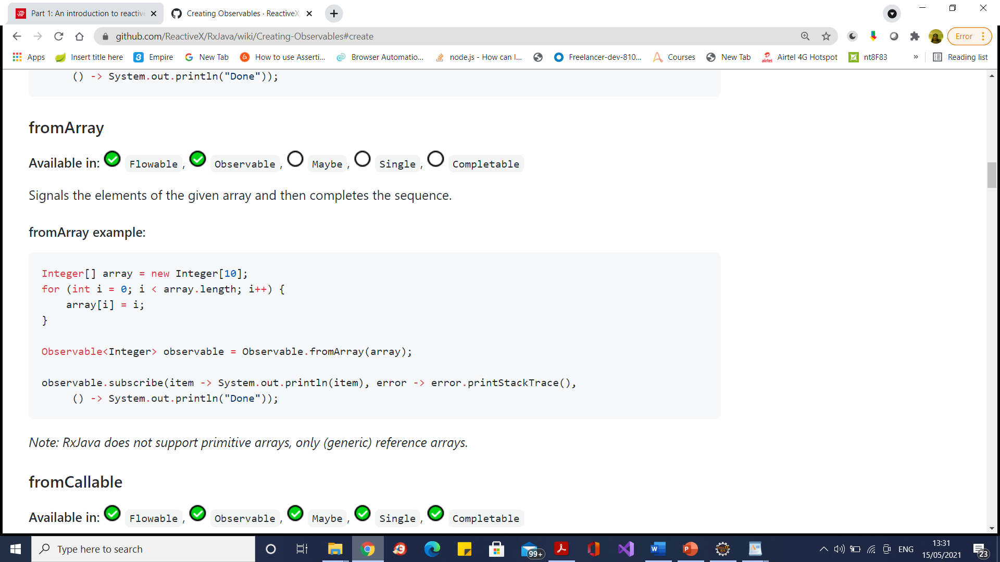 Part 1: An introduction to reactiv
Creating Observables · ReactiveX
github.com/ReactiveX/RxJava/wiki/Creating-Observables#create
Error
Apps
Insert title here
Empire
New Tab
How to use Asserti...
Browser Automatio...
node.js - How can I...
Freelancer-dev-810...
Courses
New Tab
airtel
Airtel 4G Hotspot
nt8F83
»
Reading list
() -> System.out.println("Done"));
fromArray
Available in: Flowable , Observable , Maybe , Single , Completable
Signals the elements of the given array and then completes the sequence.
fromArray example:
Integer[] array = new Integer[10];
for (int i = 0; i < array.length; i++) {
array[i] = i;
}
Observable<Integer> observable = Observable.fromArray(array);
observable.subscribe(item -> System.out.println(item), error -> error.printStackTrace(),
() -> System.out.println("Done"));
Note: RxJava does not support primitive arrays, only (generic) reference arrays.
fromCallable
Available in: Flowable , Observable , Maybe , Single , Completable
Type here to search
99+
ENG
13:31
15/05/2021
23